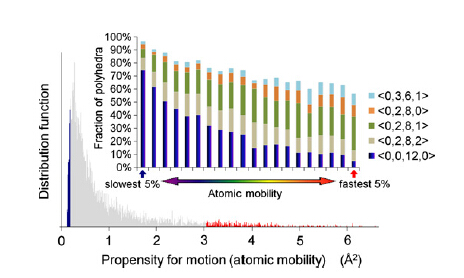 100%
90%
80%
70%
60%
50%
40%
30%
20%
10%
0%
Fraction of polyhedra
Distribution function
<0,3,6,1>
<0,2,8,0>
<0,2,8,1>
<0,2,8,2>
<0,0,12,0>
slowest 5%
fastest 5%
Atomic mobility
0 1 2 3 4 5 6
Propensity for motion (atomic mobility) (Å²)